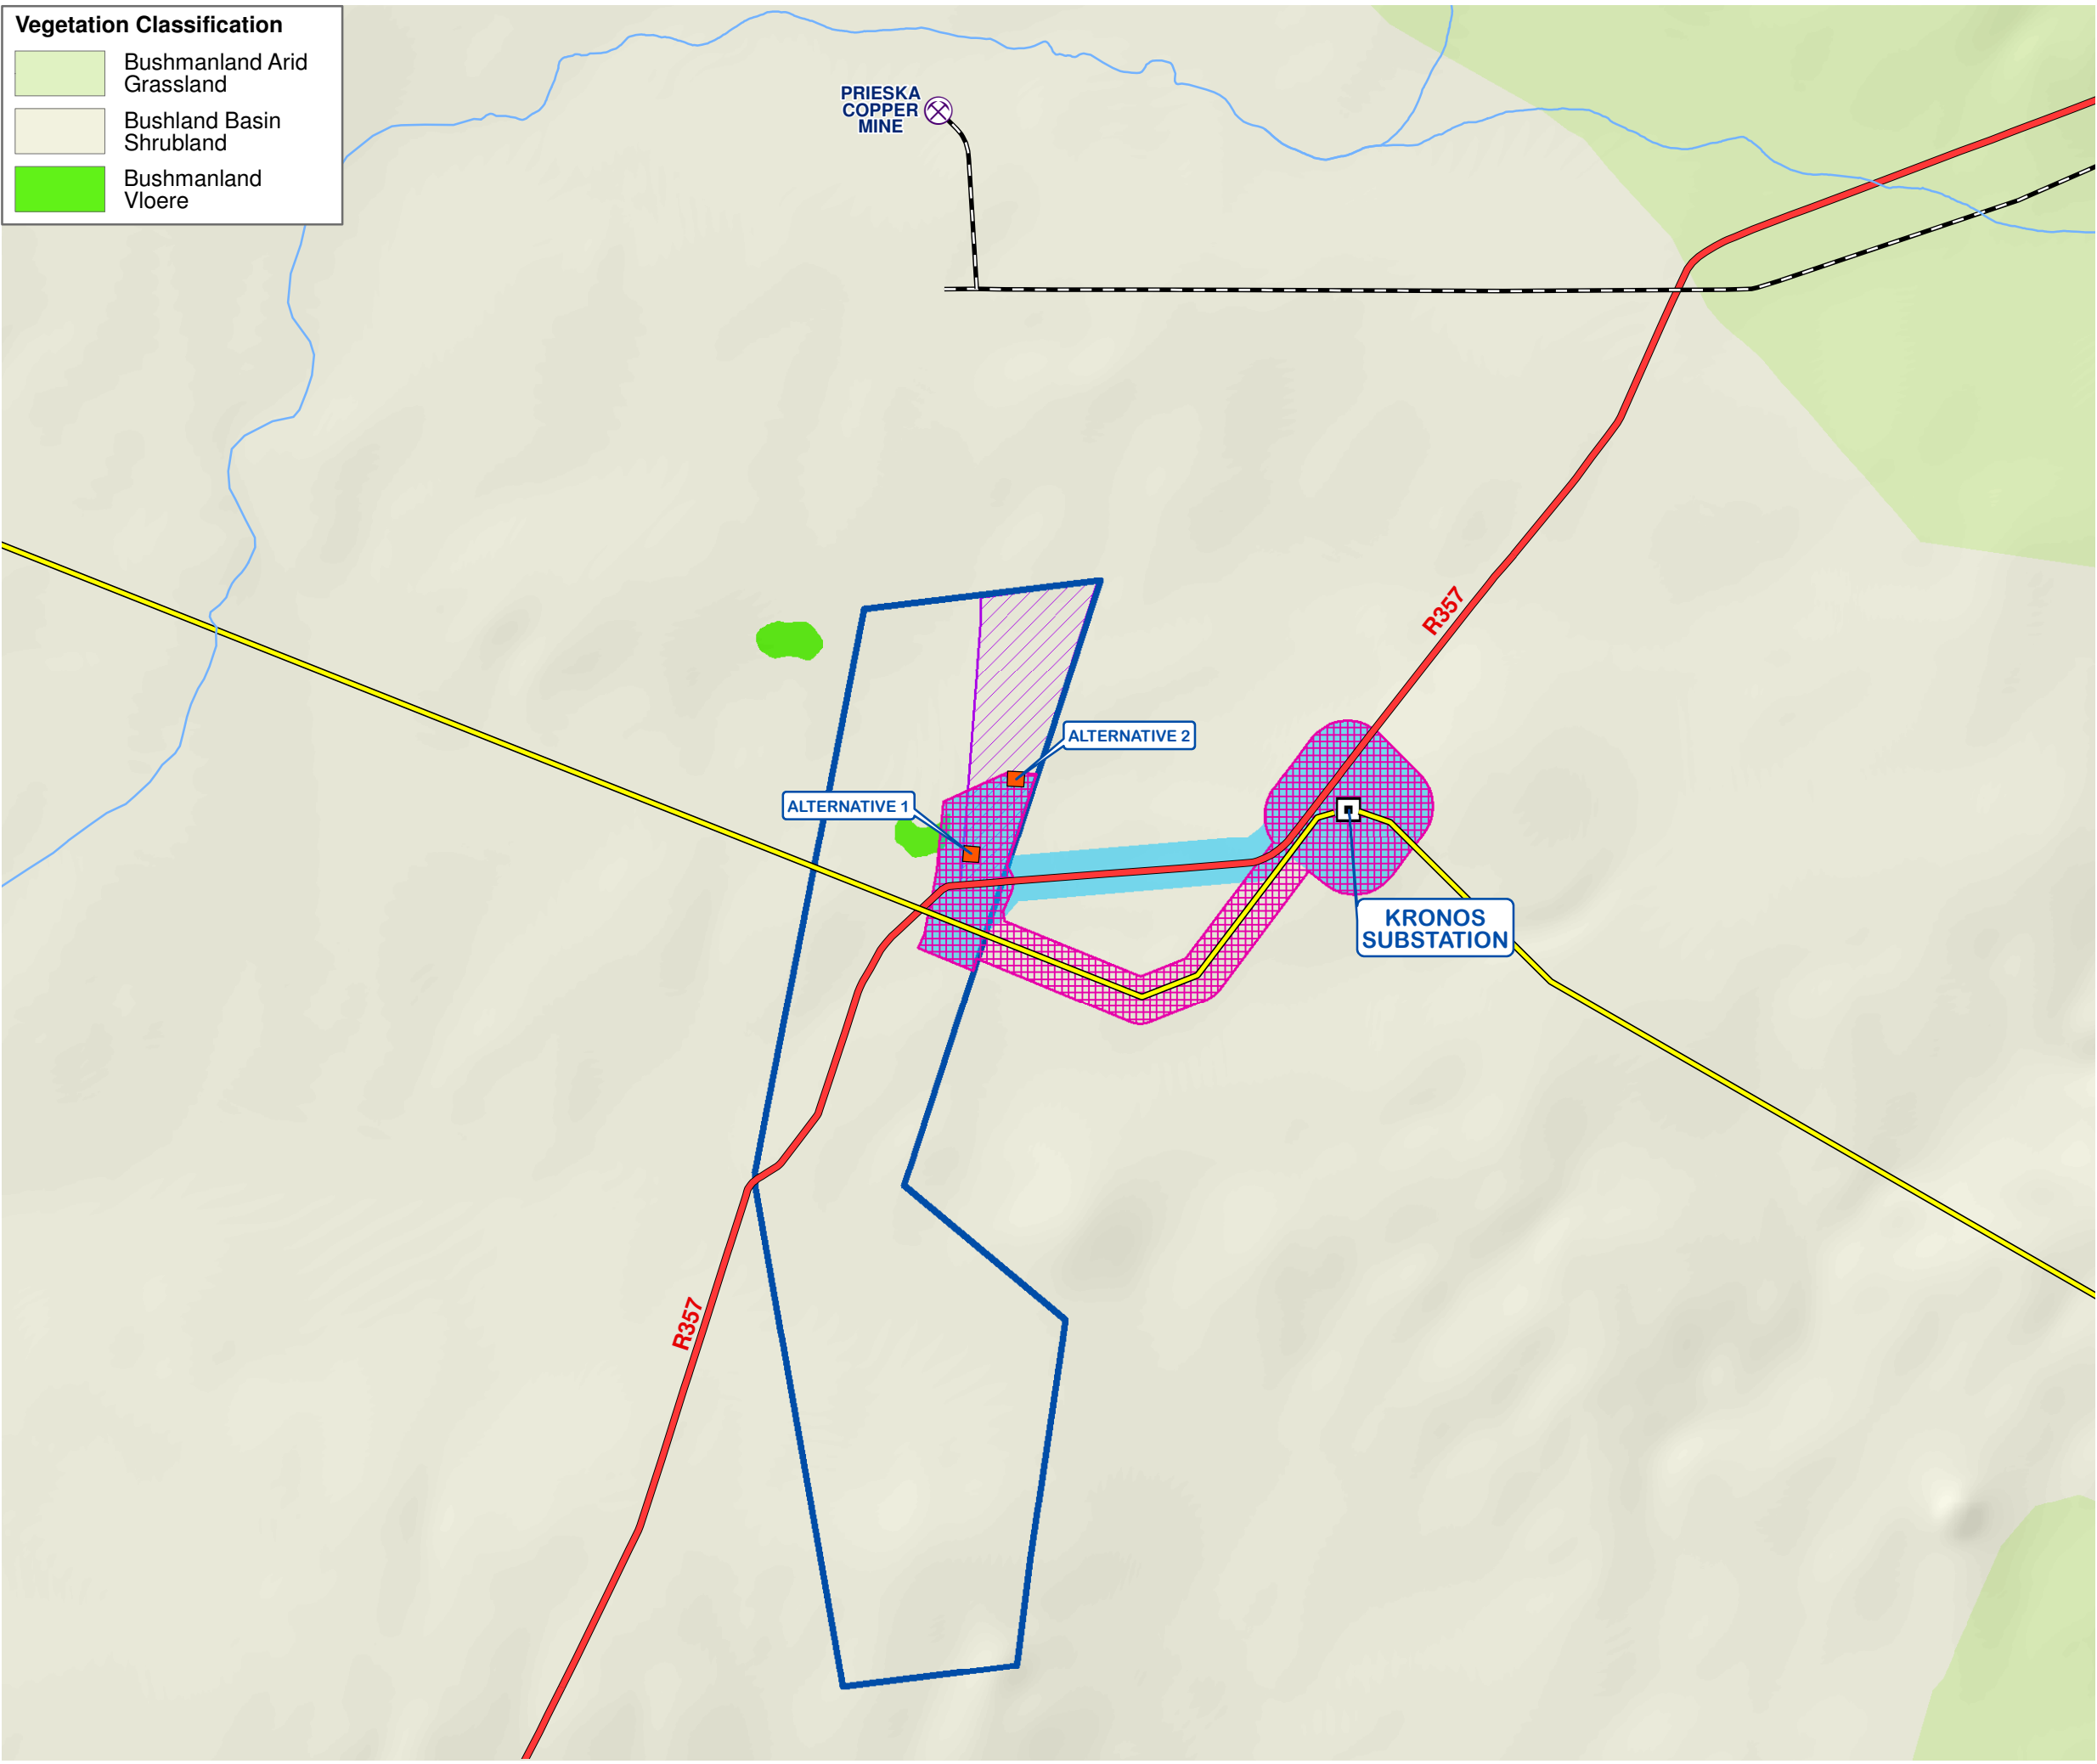 Vegetation Classification
Bushmanland Arid
Grassland
Bushland Basin
Shrubland
Bushmanland
Vloere
PRIESKA
COPPER
MINE
R357
ALTERNATIVE 2
ALTERNATIVE 1
KRONOS
SUBSTATION
R357